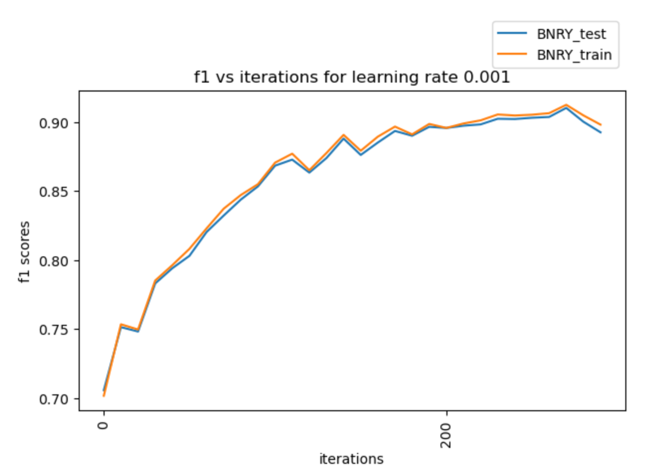 BNRY_test
BNRY_train
f1 vs iterations for learning rate 0.001
0.90
0.85
0.80
0.75
0.70
f1 scores
0
200
iterations